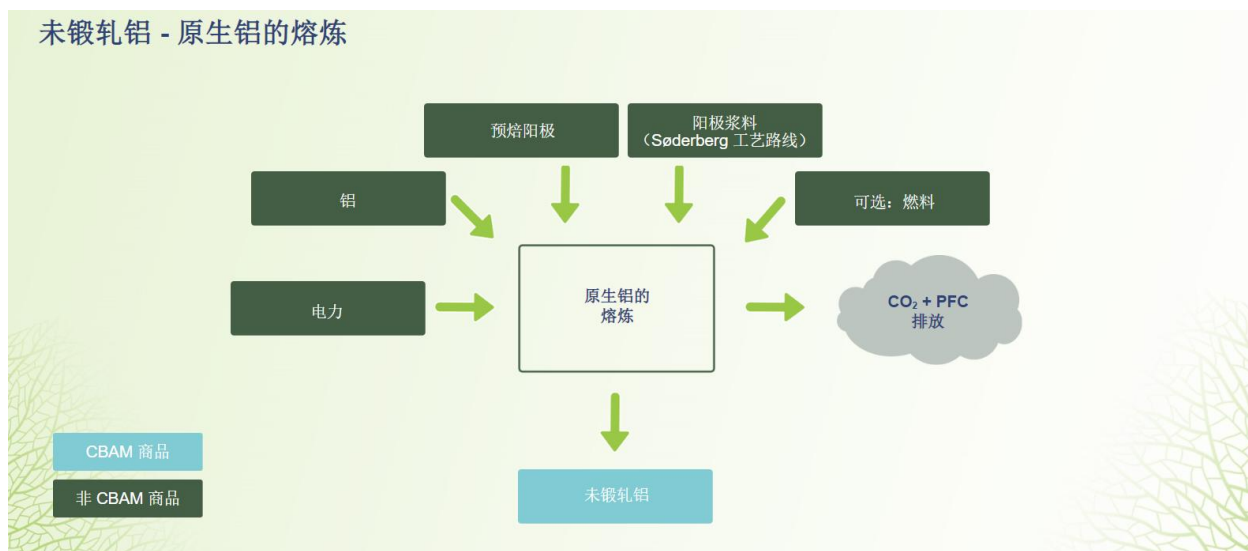 未锻轧铝 - 原生铝的熔炼
预焙阳极
阳极浆料
（Søderberg 工艺路线）
铝
可选：燃料
电力
原生铝的
熔炼
CO₂ + PFC
排放
CBAM 商品
非 CBAM 商品
未锻轧铝